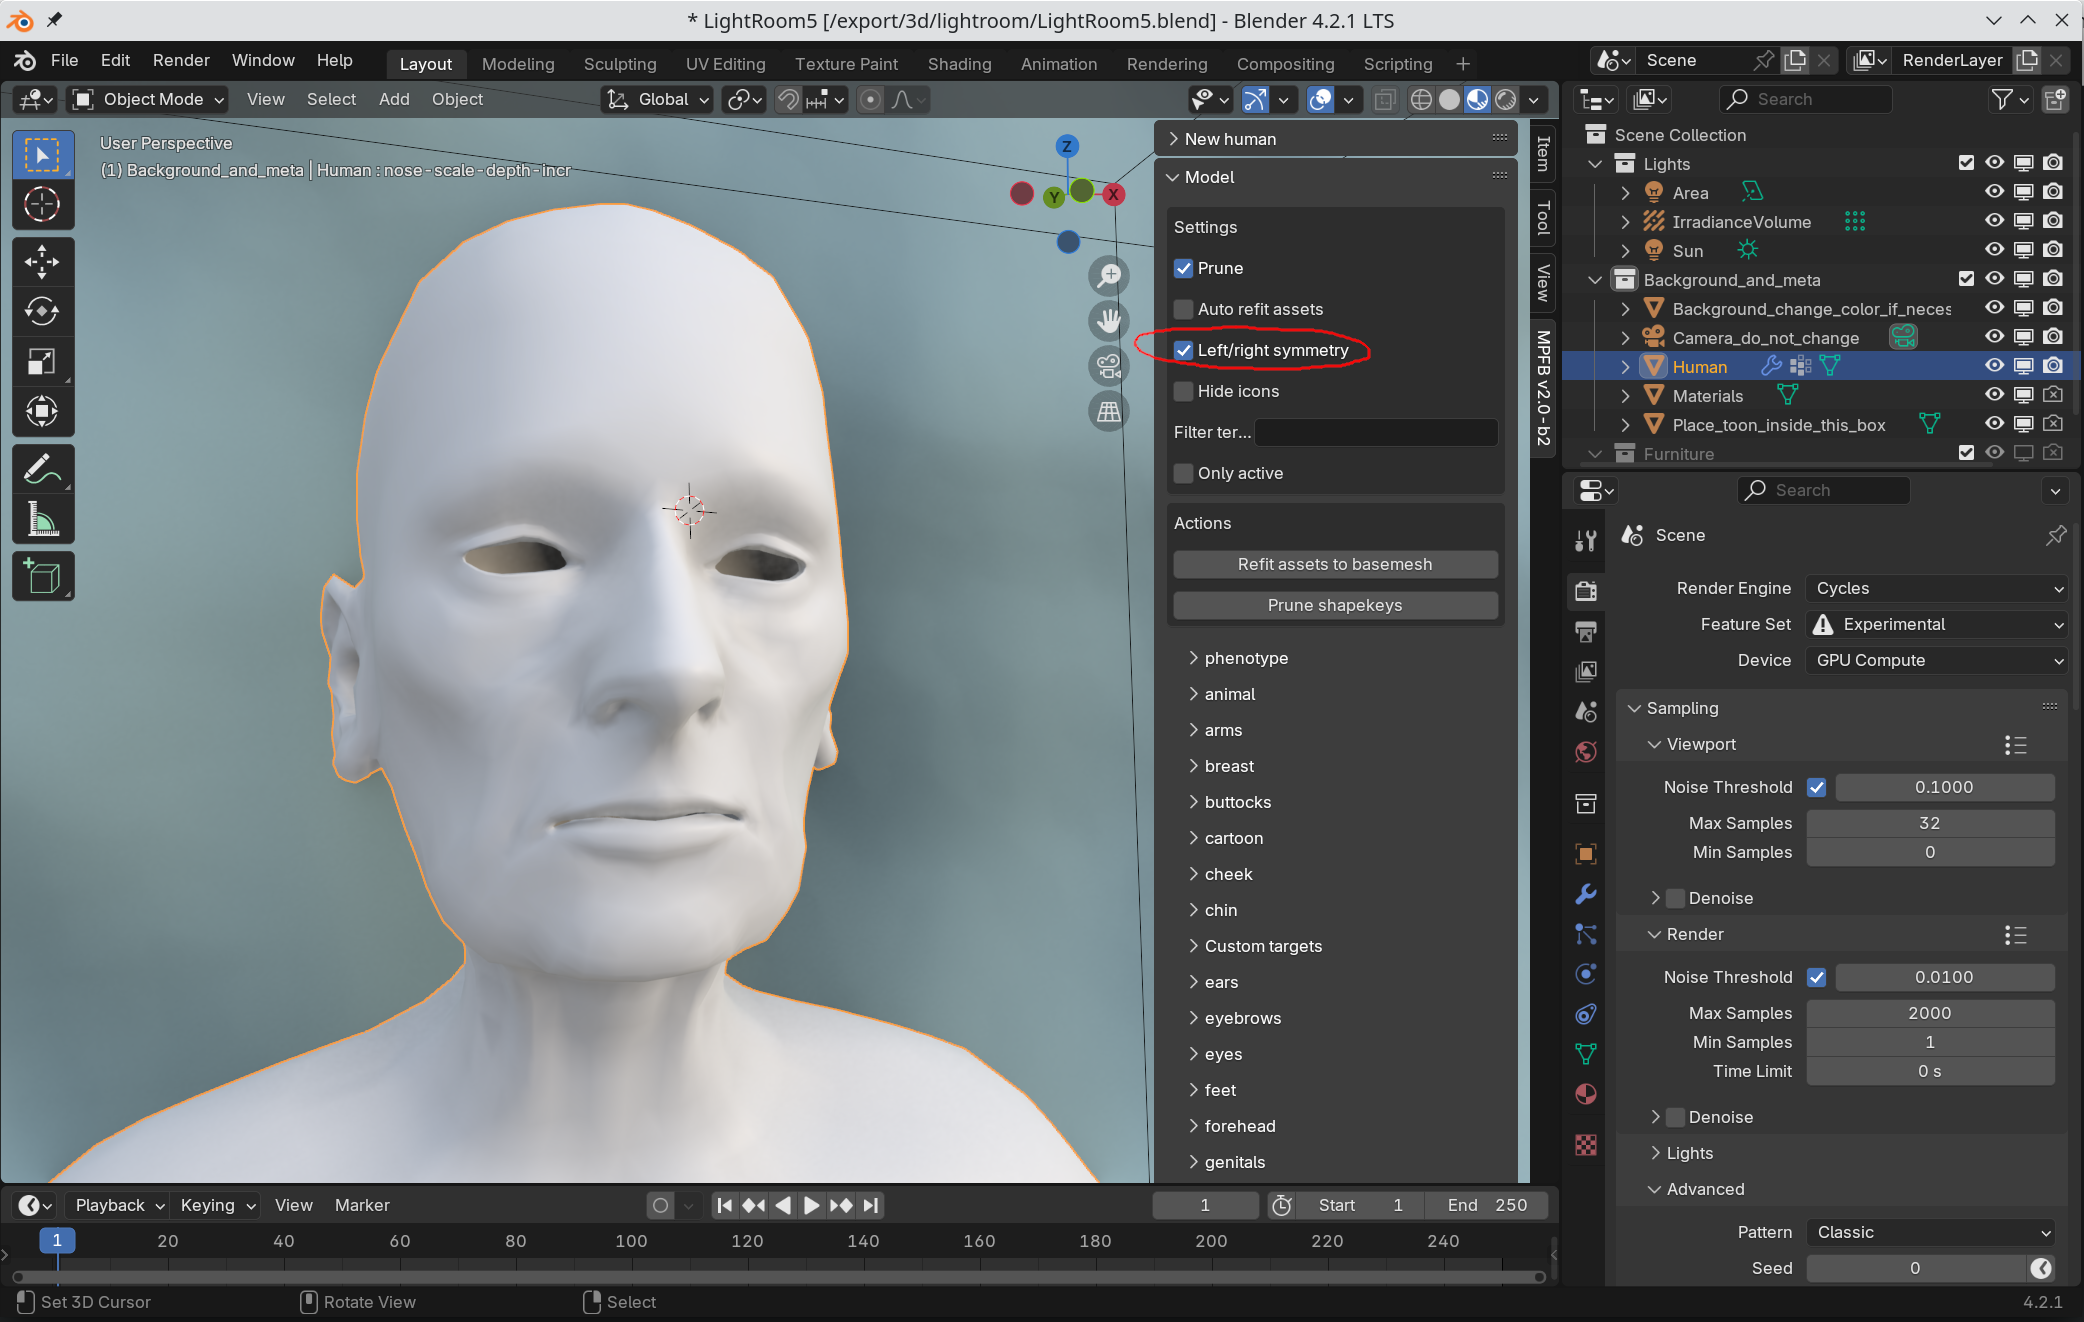 * LightRoom5 [/export/3d/lightroom/LightRoom5.blend] - Blender 4.2.1 LTS
File Edit Render Window Help
Layout Modeling Sculpting UV Editing Texture Paint Shading Animation Rendering Compositing Scripting +
Scene
RenderLayer
Object Mode View Select Add Object
Global
Search
User Perspective
(1) Background_and_meta | Human : nose-scale-depth-incr
Z
Y
X
New human
Model
Settings
Prune
Auto refit assets
Left/right symmetry
Hide icons
Filter ter...
Only active
Actions
Refit assets to basemesh
Prune shapekeys
phenotype
animal
arms
breast
buttocks
cartoon
cheek
chin
Custom targets
ears
eyebrows
eyes
feet
forehead
genitals
Item
Tool
View
MPFB v2.0-b2
Scene Collection
Lights
Area
IrradianceVolume
Sun
Background_and_meta
Background_change_color_if_neces
Camera_do_not_change
Human
Materials
Place_toon_inside_this_box
Furniture
Search
Scene
Render Engine Cycles
Feature Set Experimental
Device GPU Compute
Sampling
Viewport
Noise Threshold 0.1000
Max Samples 32
Min Samples 0
Denoise
Render
Noise Threshold 0.0100
Max Samples 2000
Min Samples 1
Time Limit 0 s
Denoise
Lights
Advanced
Pattern Classic
Seed 0
Playback Keying View Marker
1
Start 1
End 250
1 20 40 60 80 100 120 140 160 180 200 220 240
Set 3D Cursor
Rotate View
Select
4.2.1